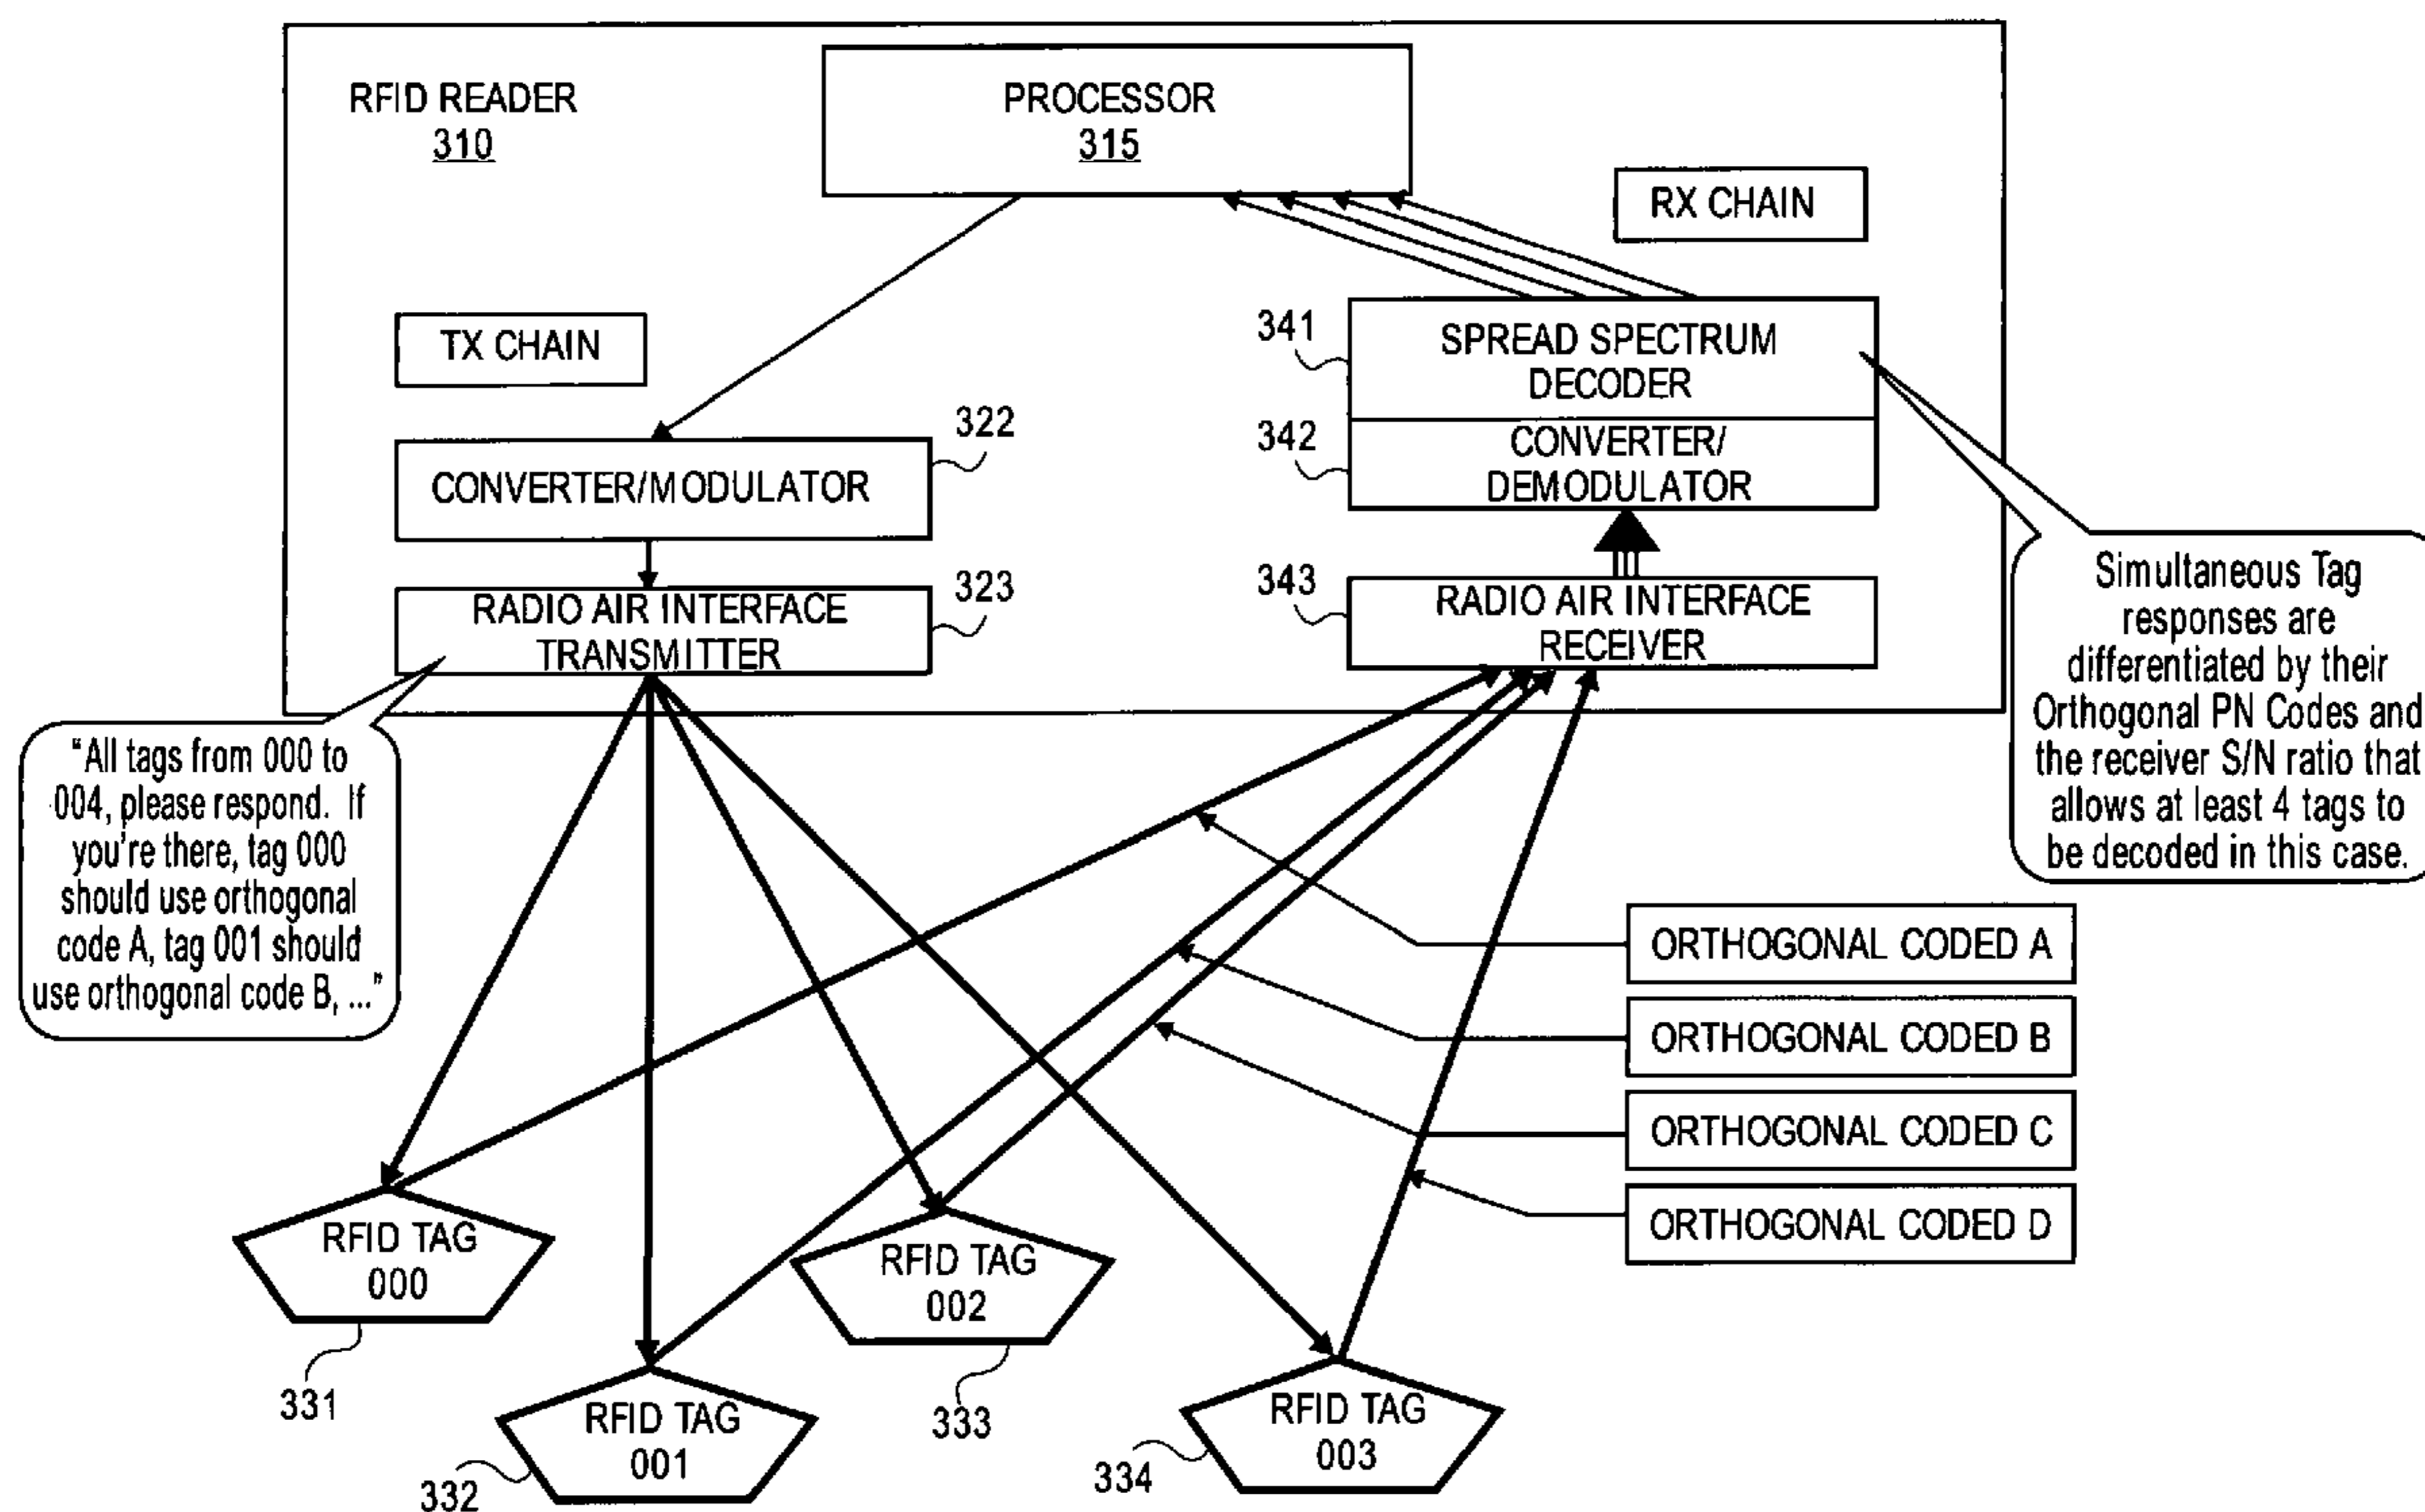 RFID READER
310
PROCESSOR
315
RX CHAIN
TX CHAIN
341
SPREAD SPECTRUM
DECODER
322
342
CONVERTER/MODULATOR
CONVERTER/
DEMODULATOR
323
343
RADIO AIR INTERFACE
TRANSMITTER
RADIO AIR INTERFACE
RECEIVER
Simultaneous Tag
responses are
differentiated by their
Orthogonal PN Codes and
the receiver S/N ratio that
allows at least 4 tags to
be decoded in this case.
"All tags from 000 to
004, please respond. If
you're there, tag 000
should use orthogonal
code A, tag 001 should
use orthogonal code B, ..."
ORTHOGONAL CODED A
ORTHOGONAL CODED B
ORTHOGONAL CODED C
ORTHOGONAL CODED D
RFID TAG
000
331
RFID TAG
001
332
RFID TAG
002
333
RFID TAG
003
334